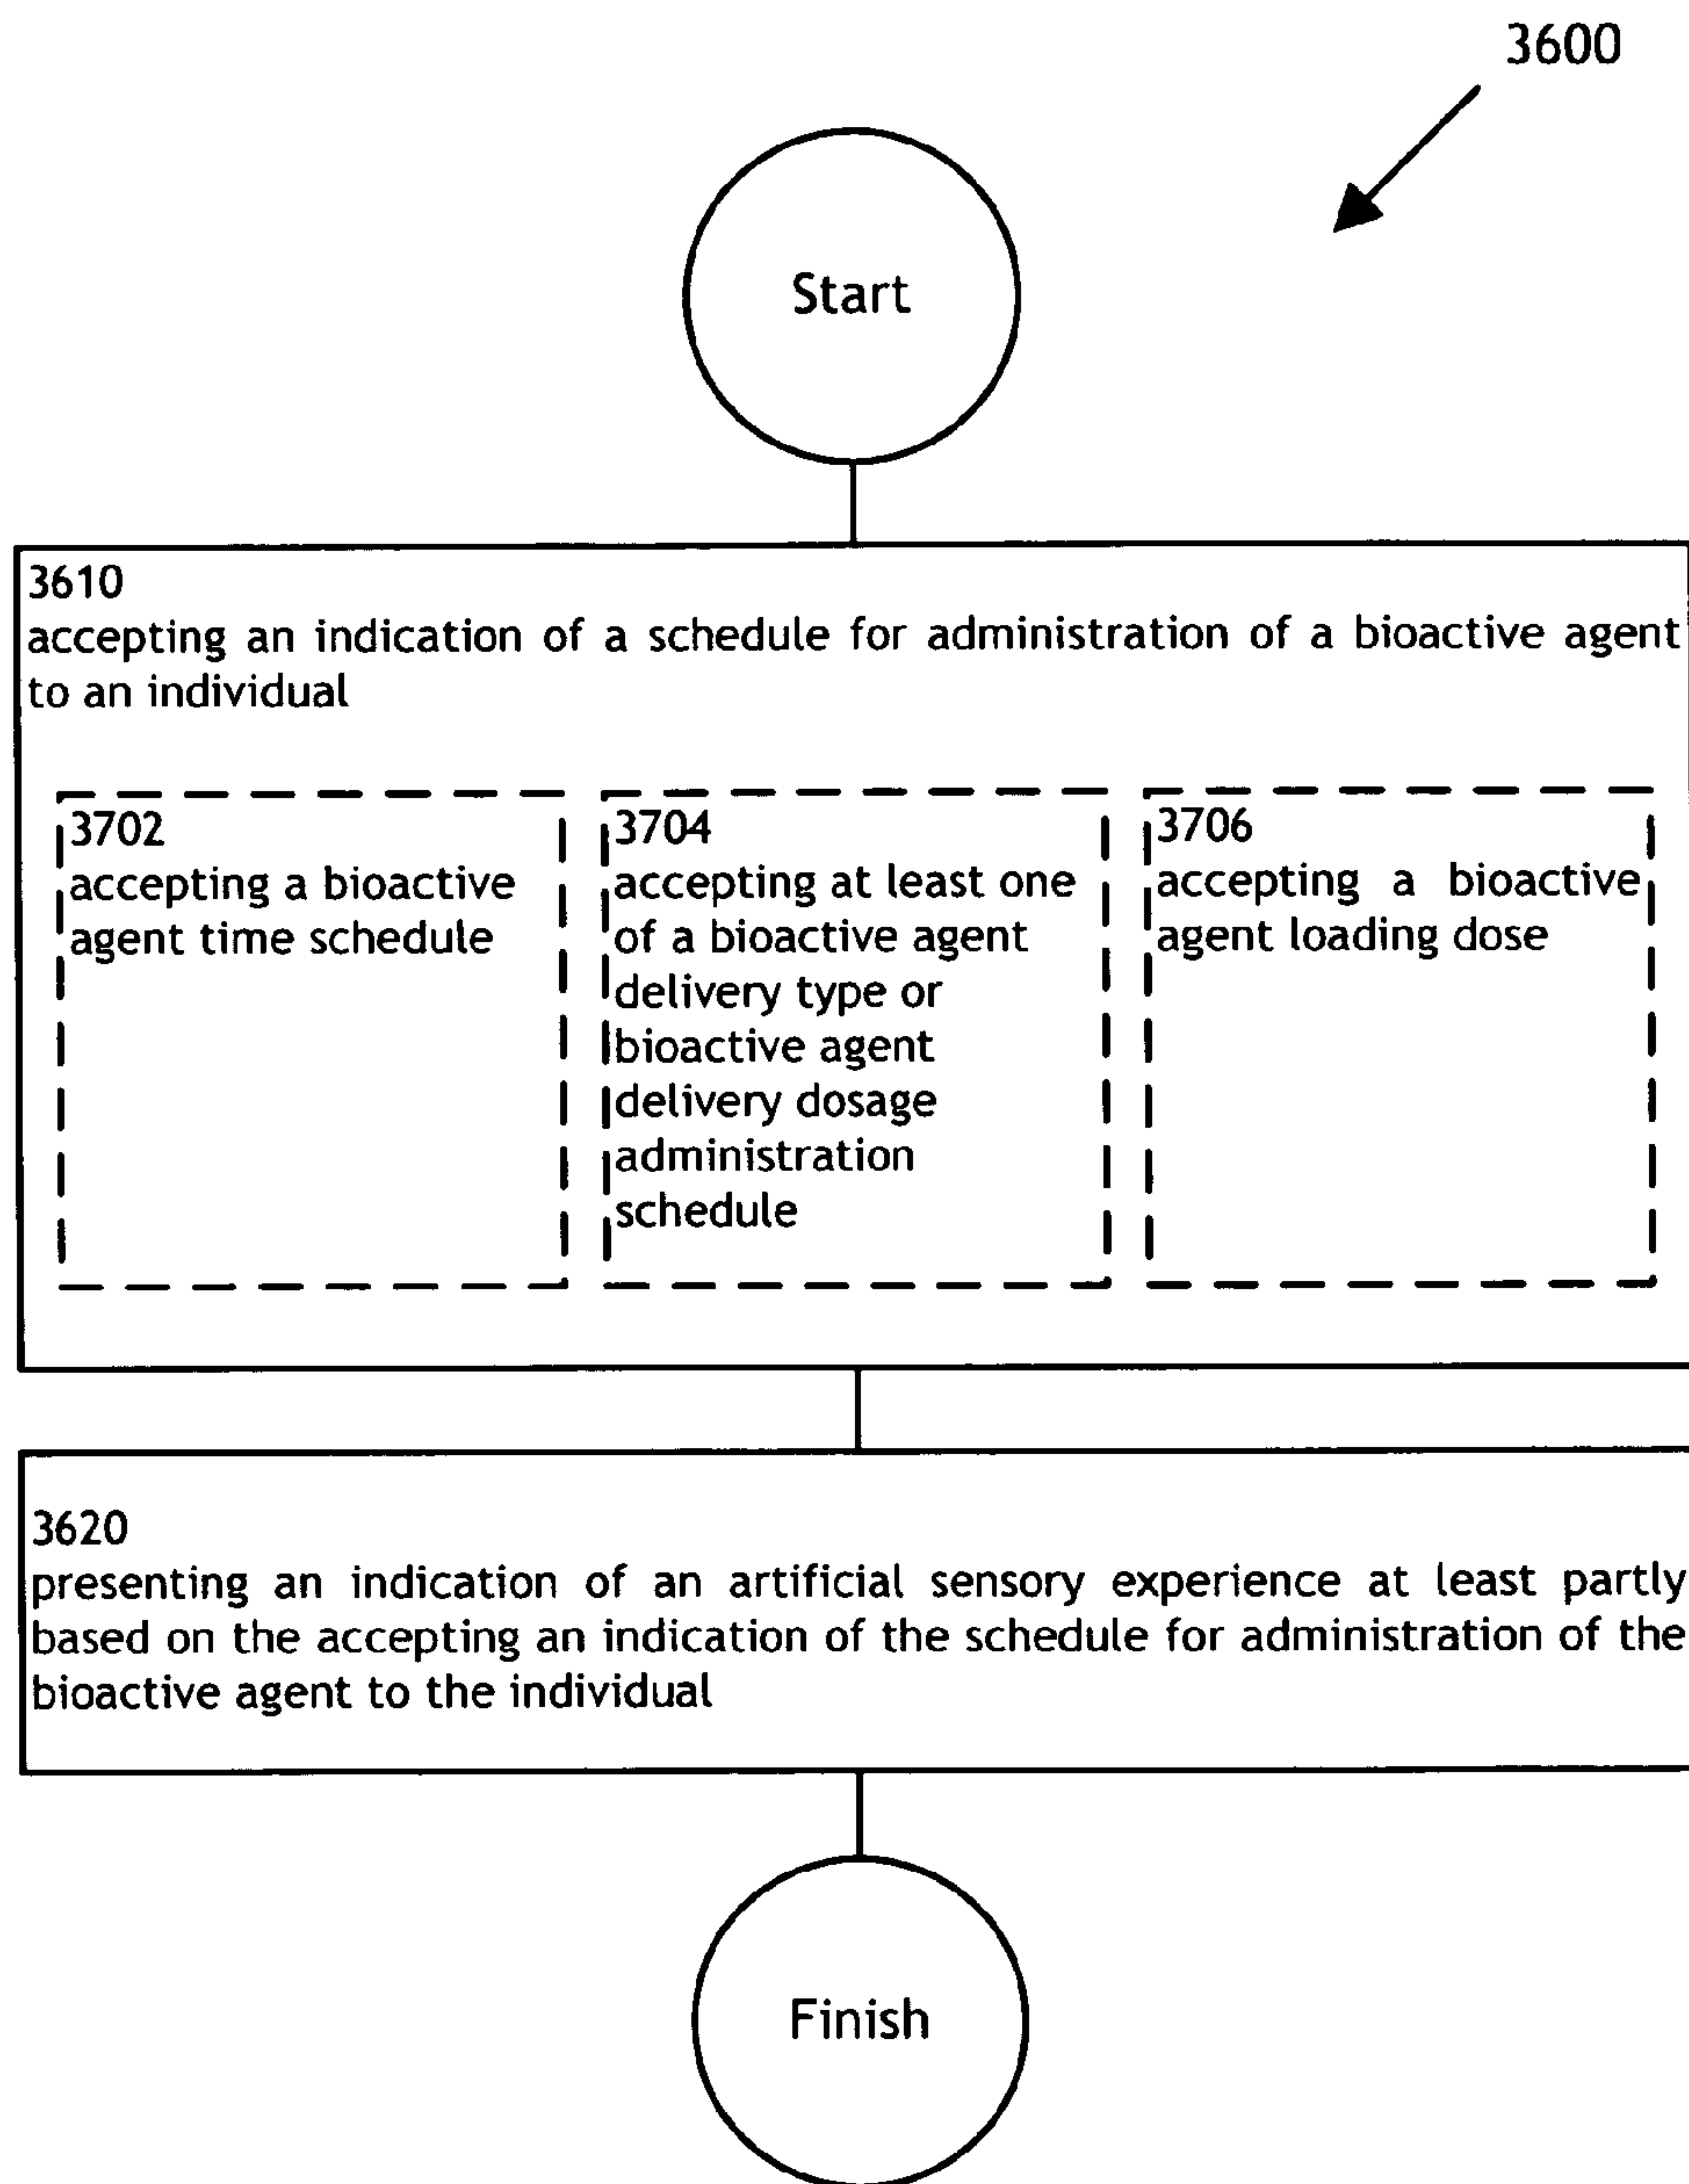 3600
Start
3610
accepting an indication of a schedule for administration of a bioactive agent
to an individual
3702
accepting a bioactive
agent time schedule
3704
accepting at least one
of a bioactive agent
delivery type or
bioactive agent
delivery dosage
administration
schedule
3706
accepting a bioactive
agent loading dose
3620
presenting an indication of an artificial sensory experience at least partly
based on the accepting an indication of the schedule for administration of the
bioactive agent to the individual
Finish